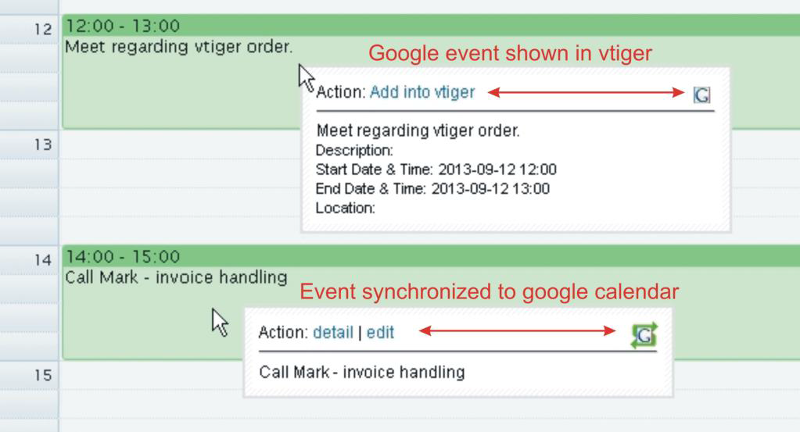 12
12:00 - 13:00
Meet regarding vtiger order.
Google event shown in vtiger
Action: Add into vtiger
G
Meet regarding vtiger order.
Description:
Start Date & Time: 2013-09-12 12:00
End Date & Time: 2013-09-12 13:00
Location:
13
14
14:00 - 15:00
Call Mark - invoice handling
Event synchronized to google calendar
Action: detail | edit
G
Call Mark - invoice handling
15